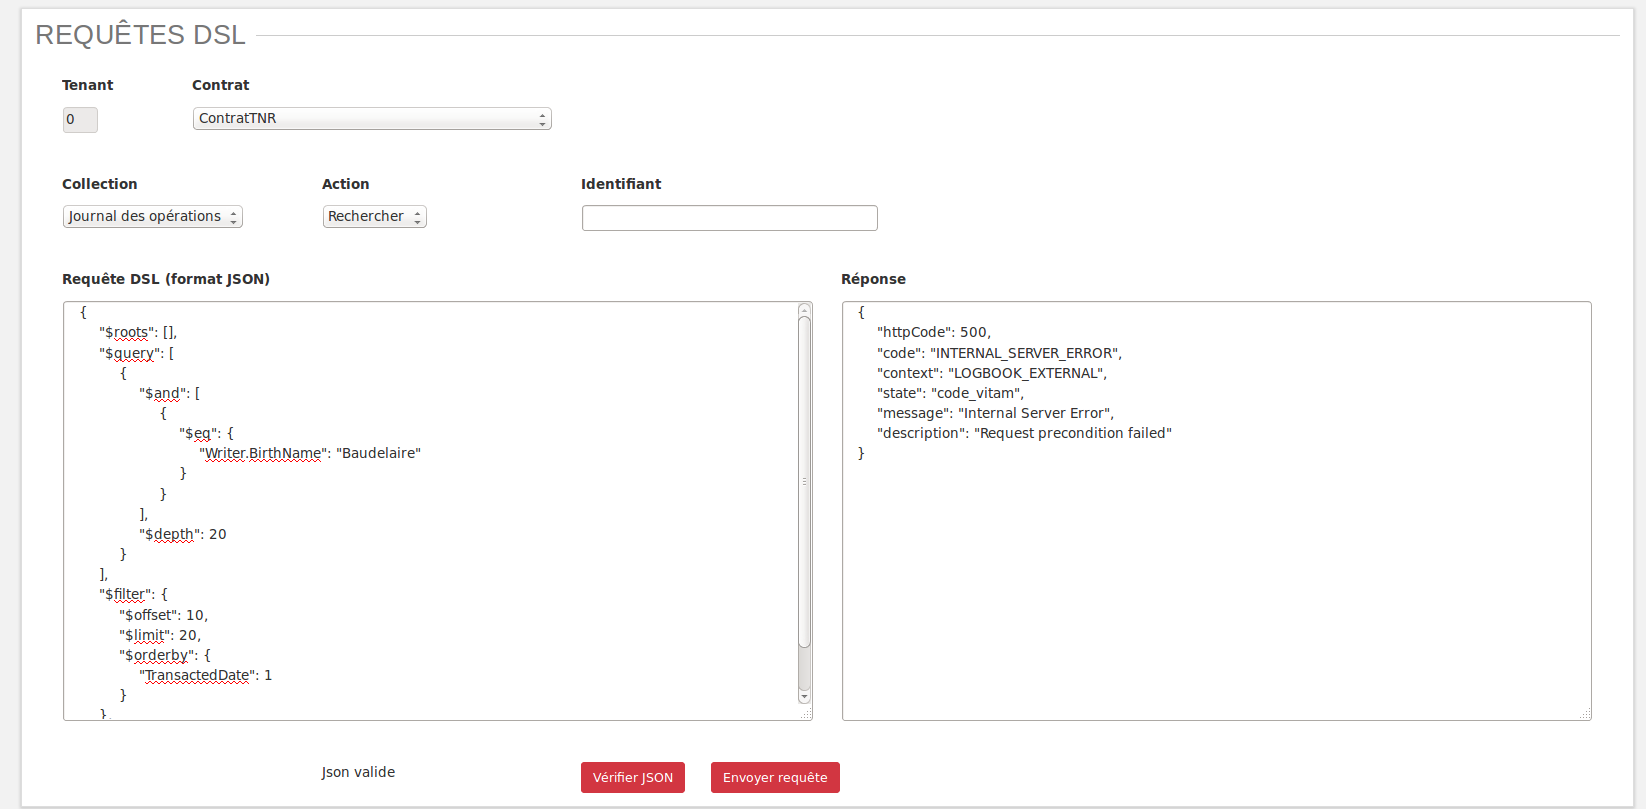 REQUÊTES DSL
Tenant
Contrat
0
ContratTNR
Collection
Action
Identifiant
Journal des opérations
Rechercher
Requête DSL (format JSON)
{
"$roots": [],
"$query": [
{
"$and": [
{
"$eq": {
"Writer.BirthName": "Baudelaire"
}
}
],
"$depth": 20
}
],
"$filter": {
"$offset": 10,
"$limit": 20,
"$orderby": {
"TransactedDate": 1
}
},
Réponse
{
"httpCode": 500,
"code": "INTERNAL_SERVER_ERROR",
"context": "LOGBOOK_EXTERNAL",
"state": "code_vitam",
"message": "Internal Server Error",
"description": "Request precondition failed"
}
Json valide
Vérifier JSON
Envoyer requête